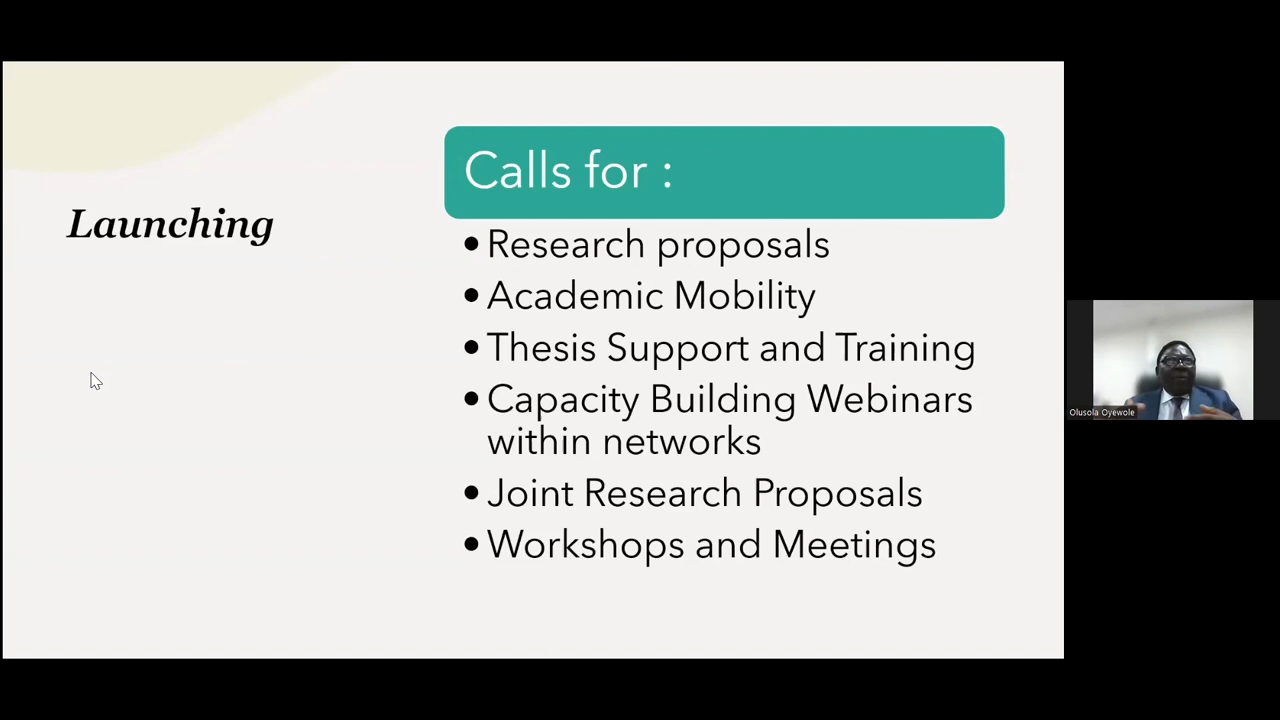 Launching
Calls for :
• Research proposals
• Academic Mobility
• Thesis Support and Training
• Capacity Building Webinars
within networks
• Joint Research Proposals
• Workshops and Meetings
Olusola Oyewole